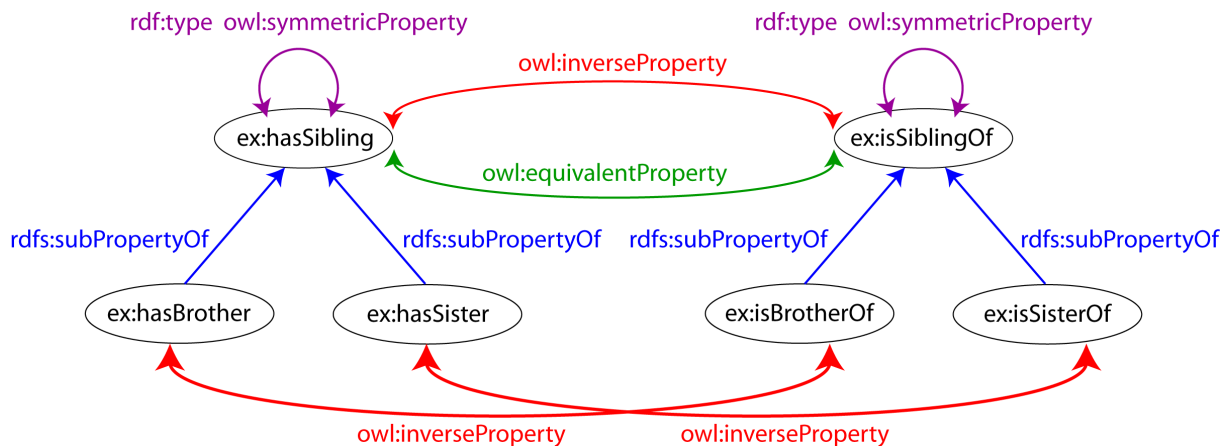 rdf:type owl:symmetricProperty
rdf:type owl:symmetricProperty
owl:inverseProperty
ex:hasSibling
ex:isSiblingOf
owl:equivalentProperty
rdfs:subPropertyOf
rdfs:subPropertyOf
rdfs:subPropertyOf
rdfs:subPropertyOf
ex:hasBrother
ex:hasSister
ex:isBrotherOf
ex:isSisterOf
owl:inverseProperty
owl:inverseProperty